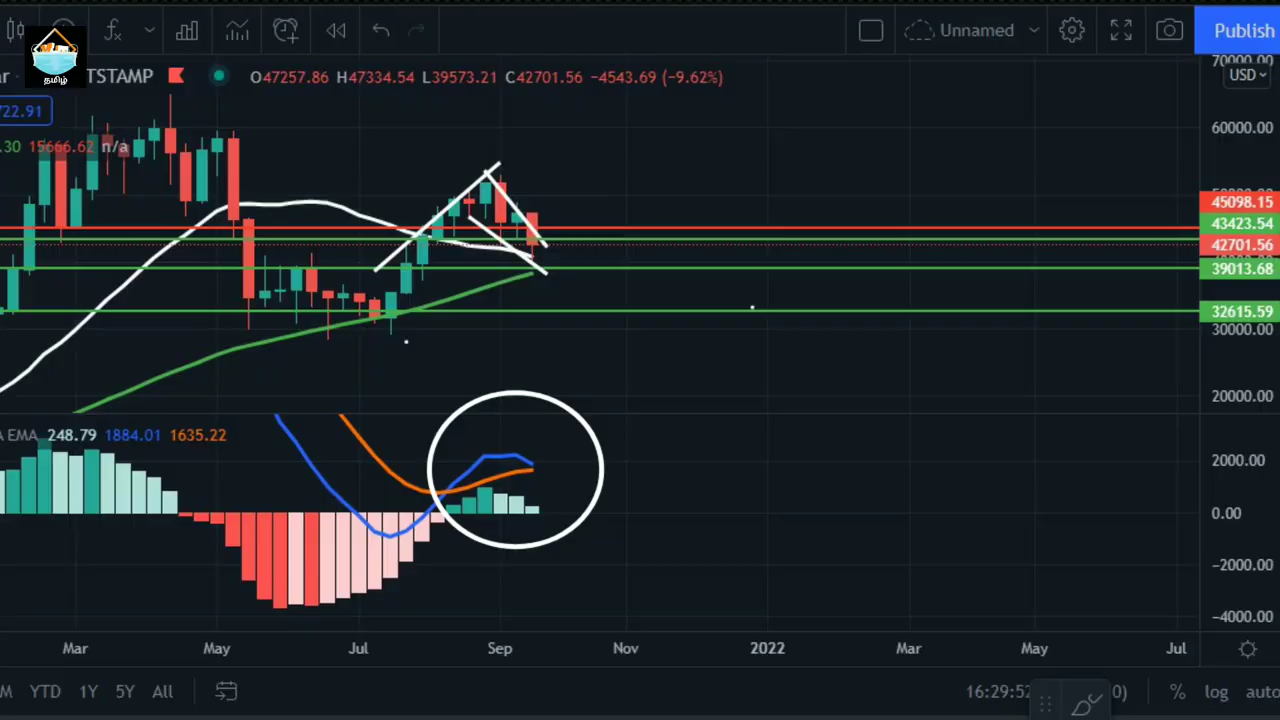 Unnamed
Publish
தமிழ்
TSTAMP
O47257.86 H47334.54 L39573.21 C42701.56 −4543.69 (−9.62%)
70000.00
USD
722.91
.30 15666.62 n/a
60000.00
45098.15
43423.54
42701.56
39013.68
32615.59
30000.00
20000.00
A EMA 248.79 1884.01 1635.22
2000.00
0.00
−2000.00
−4000.00
Mar May Jul Sep Nov 2022 Mar May Jul
M YTD 1Y 5Y All
16:29:52 0) % log auto